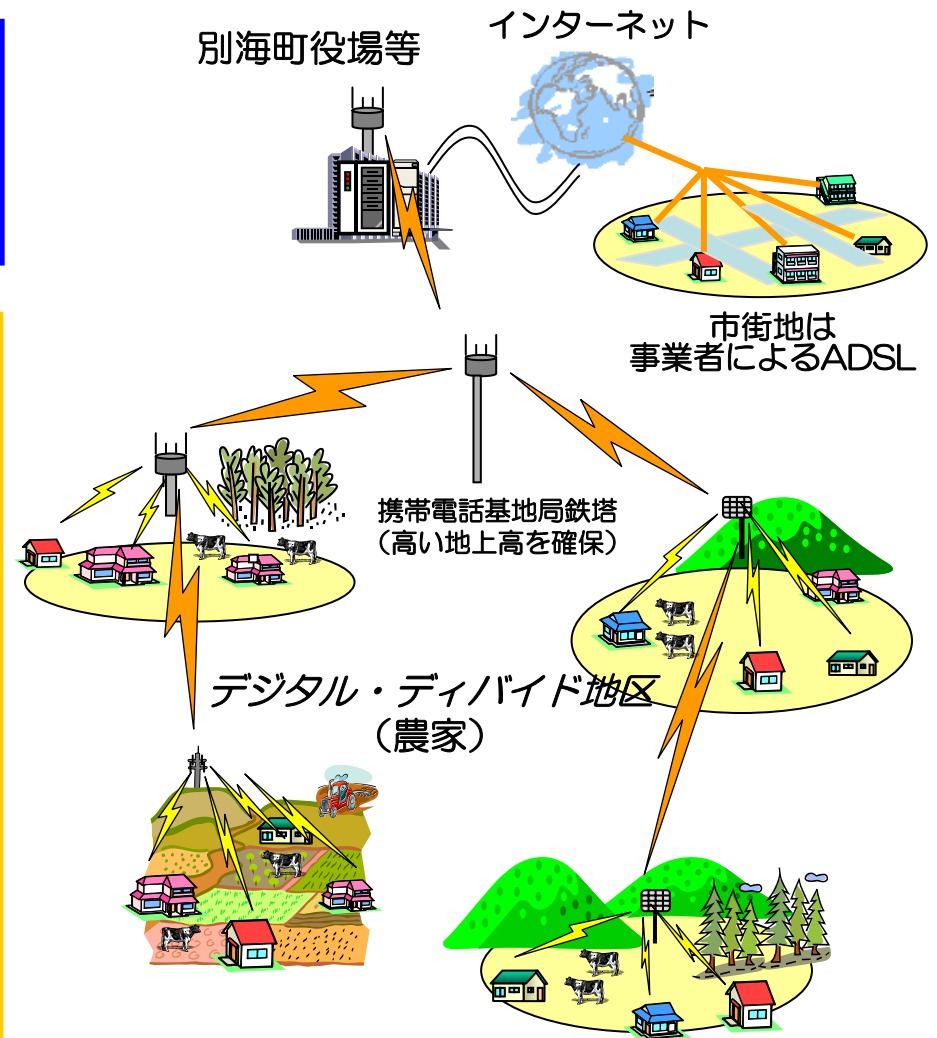 インターネット
別海町役場等
市街地は
事業者によるADSL
携帯電話基地局鉄塔
（高い地上高を確保）
デジタル・ディバイド地区
（農家）